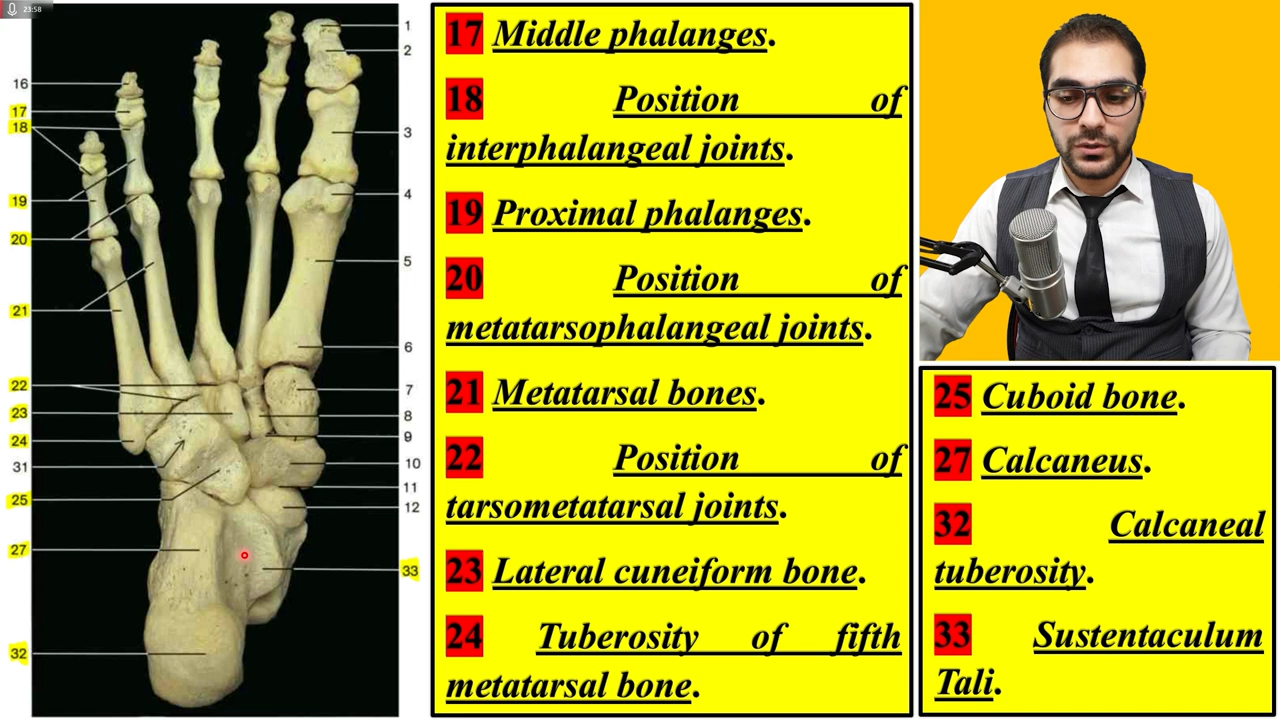 23:58
1
2
3
4
5
6
7
8
9
10
11
12
33
16
17
18
19
20
21
22
23
24
31
25
27
32
17 Middle phalanges.
18 Position of
interphalangeal joints.
19 Proximal phalanges.
20 Position of
metatarsophalangeal joints.
21 Metatarsal bones.
22 Position of
tarsometatarsal joints.
23 Lateral cuneiform bone.
24 Tuberosity of fifth
metatarsal bone.
25 Cuboid bone.
27 Calcaneus.
32 Calcaneal
tuberosity.
33 Sustentaculum
Tali.